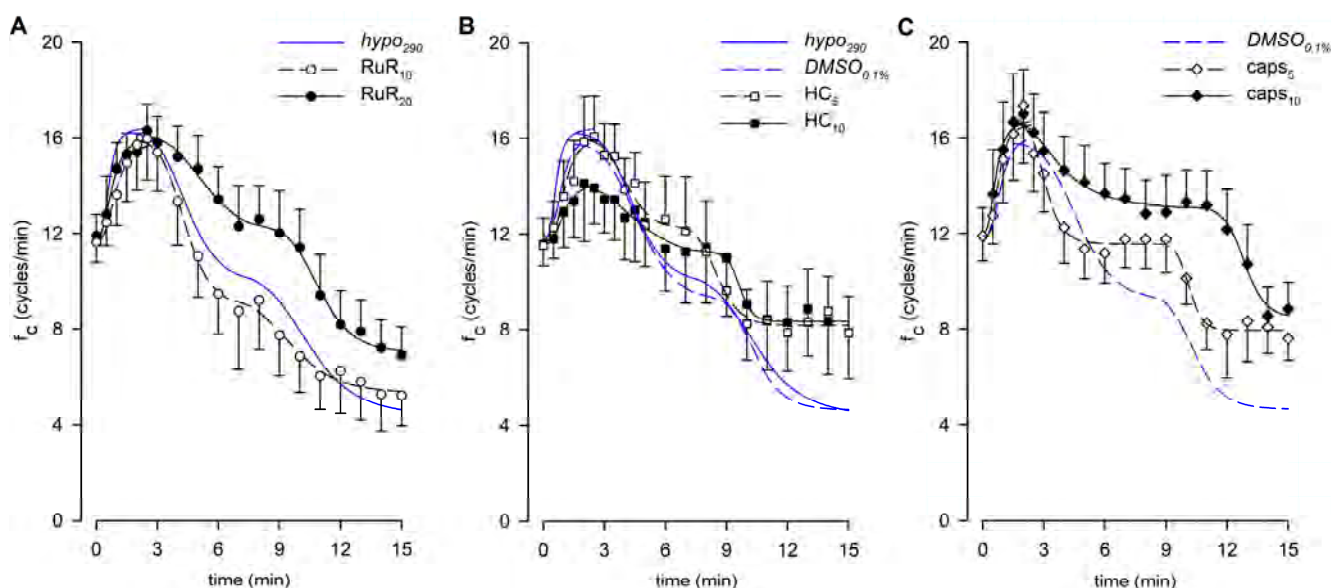 A
hypo290
RuR10
RuR20
20
16
12
8
4
0
fC (cycles/min)
0 3 6 9 12 15
time (min)
B
hypo290
DMSO0,1%
HC5
HC10
20
16
12
8
4
0
fC (cycles/min)
0 3 6 9 12 15
time (min)
C
DMSO0,1%
caps5
caps10
20
16
12
8
4
0
fC (cycles/min)
0 3 6 9 12 15
time (min)